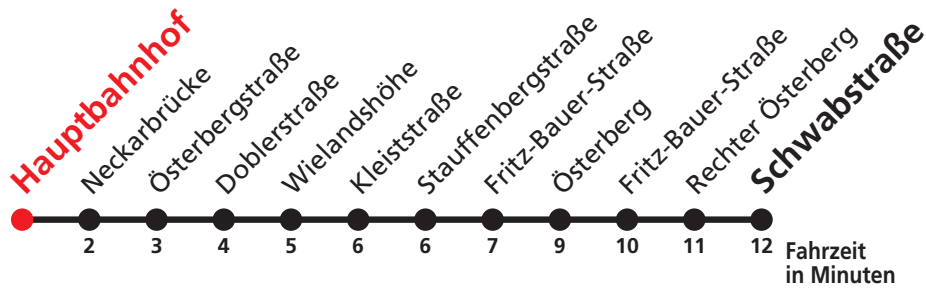 Hauptbahnhof
Neckarbrücke
Österbergstraße
Doblerstraße
Wielandshöhe
Kleiststraße
Stauffenbergstraße
Fritz-Bauer-Straße
Österberg
Fritz-Bauer-Straße
Rechter Österberg
Schwabstraße
2 3 4 5 6 6 7 9 10 11 12
Fahrzeit
in Minuten